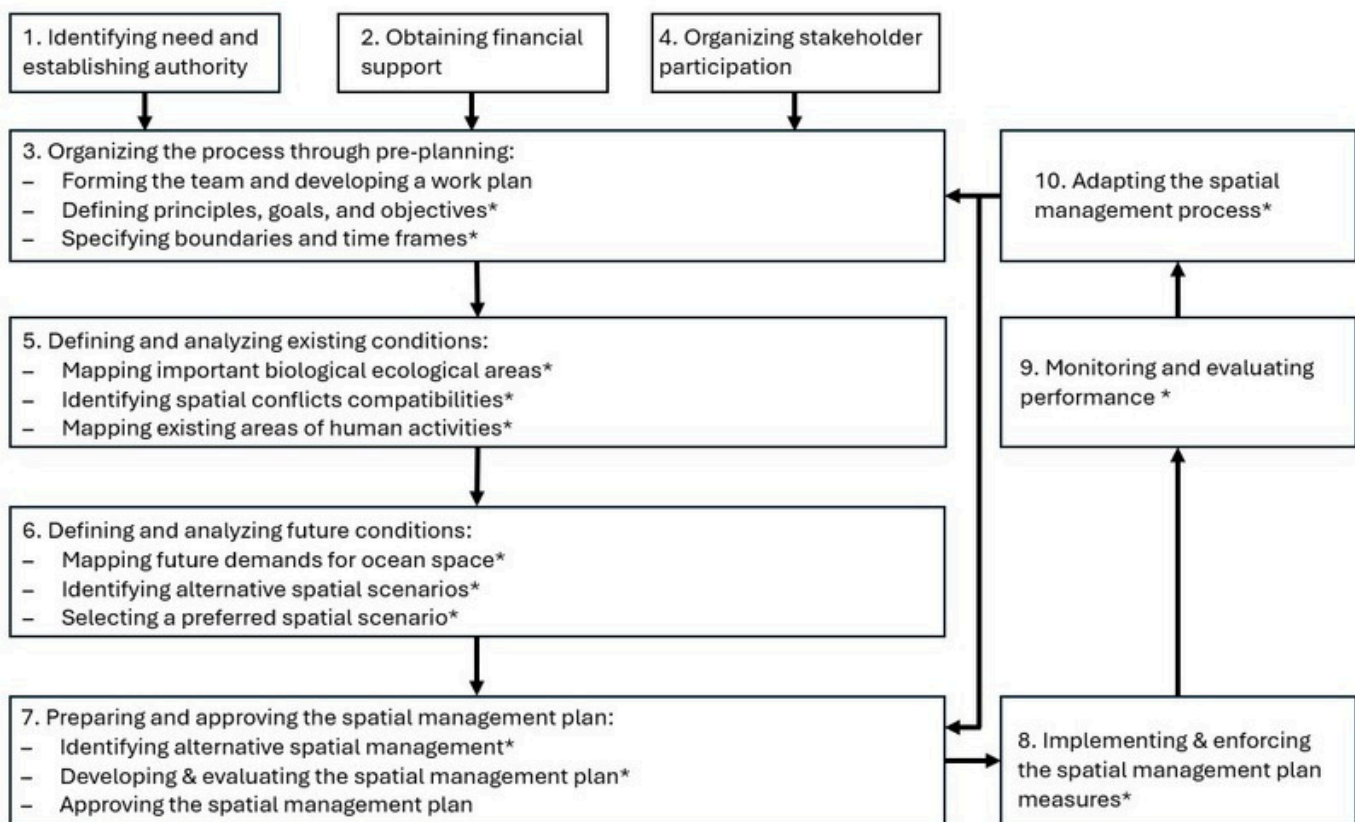 1. Identifying need and
establishing authority
2. Obtaining financial
support
4. Organizing stakeholder
participation
3. Organizing the process through pre-planning:
– Forming the team and developing a work plan
– Defining principles, goals, and objectives*
– Specifying boundaries and time frames*
10. Adapting the spatial
management process*
5. Defining and analyzing existing conditions:
– Mapping important biological ecological areas*
– Identifying spatial conflicts compatibilities*
– Mapping existing areas of human activities*
9. Monitoring and evaluating
performance *
6. Defining and analyzing future conditions:
– Mapping future demands for ocean space*
– Identifying alternative spatial scenarios*
– Selecting a preferred spatial scenario*
7. Preparing and approving the spatial management plan:
– Identifying alternative spatial management*
– Developing & evaluating the spatial management plan*
– Approving the spatial management plan
8. Implementing & enforcing
the spatial management plan
measures*